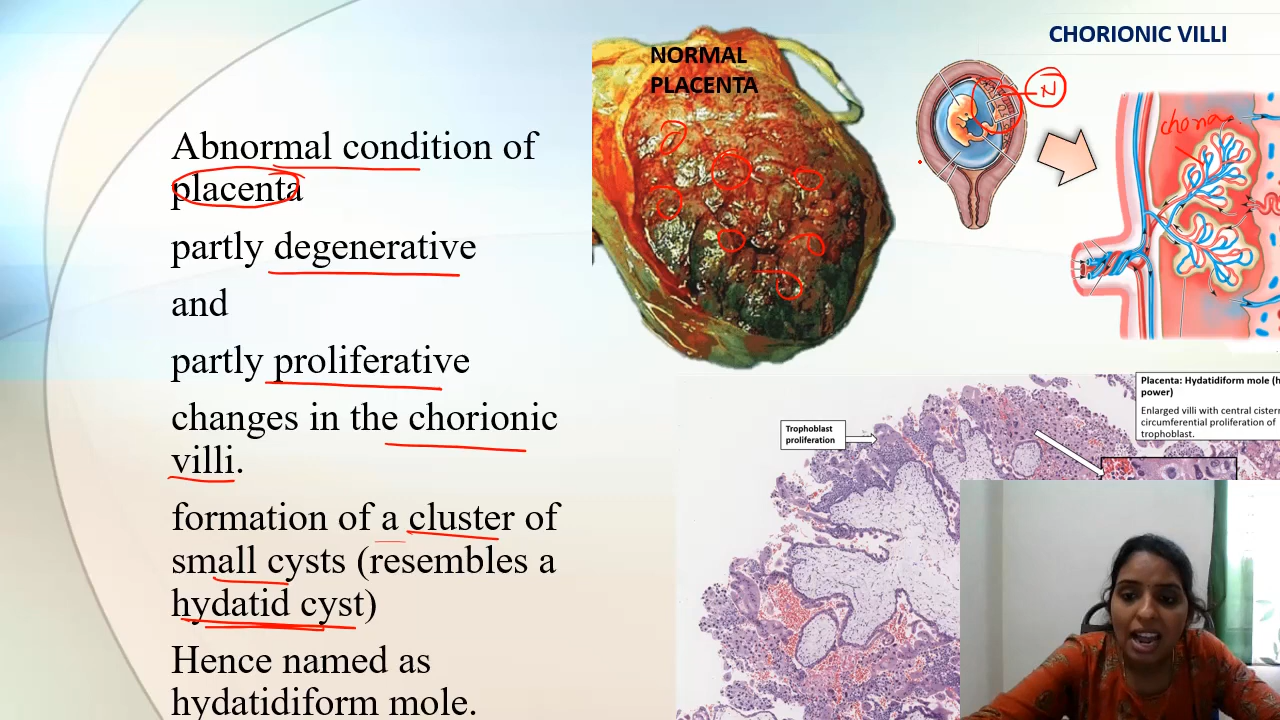 Abnormal condition of
placenta
partly degenerative
and
partly proliferative
changes in the chorionic
villi.
formation of a cluster of
small cysts (resembles a
hydatid cyst)
Hence named as
hydatidiform mole.
NORMAL
PLACENTA
CHORIONIC VILLI
N
Trophoblast
proliferation
Placenta: Hydatidiform mole (h
power)
Enlarged villi with central cistern
circumferential proliferation of
trophoblast.